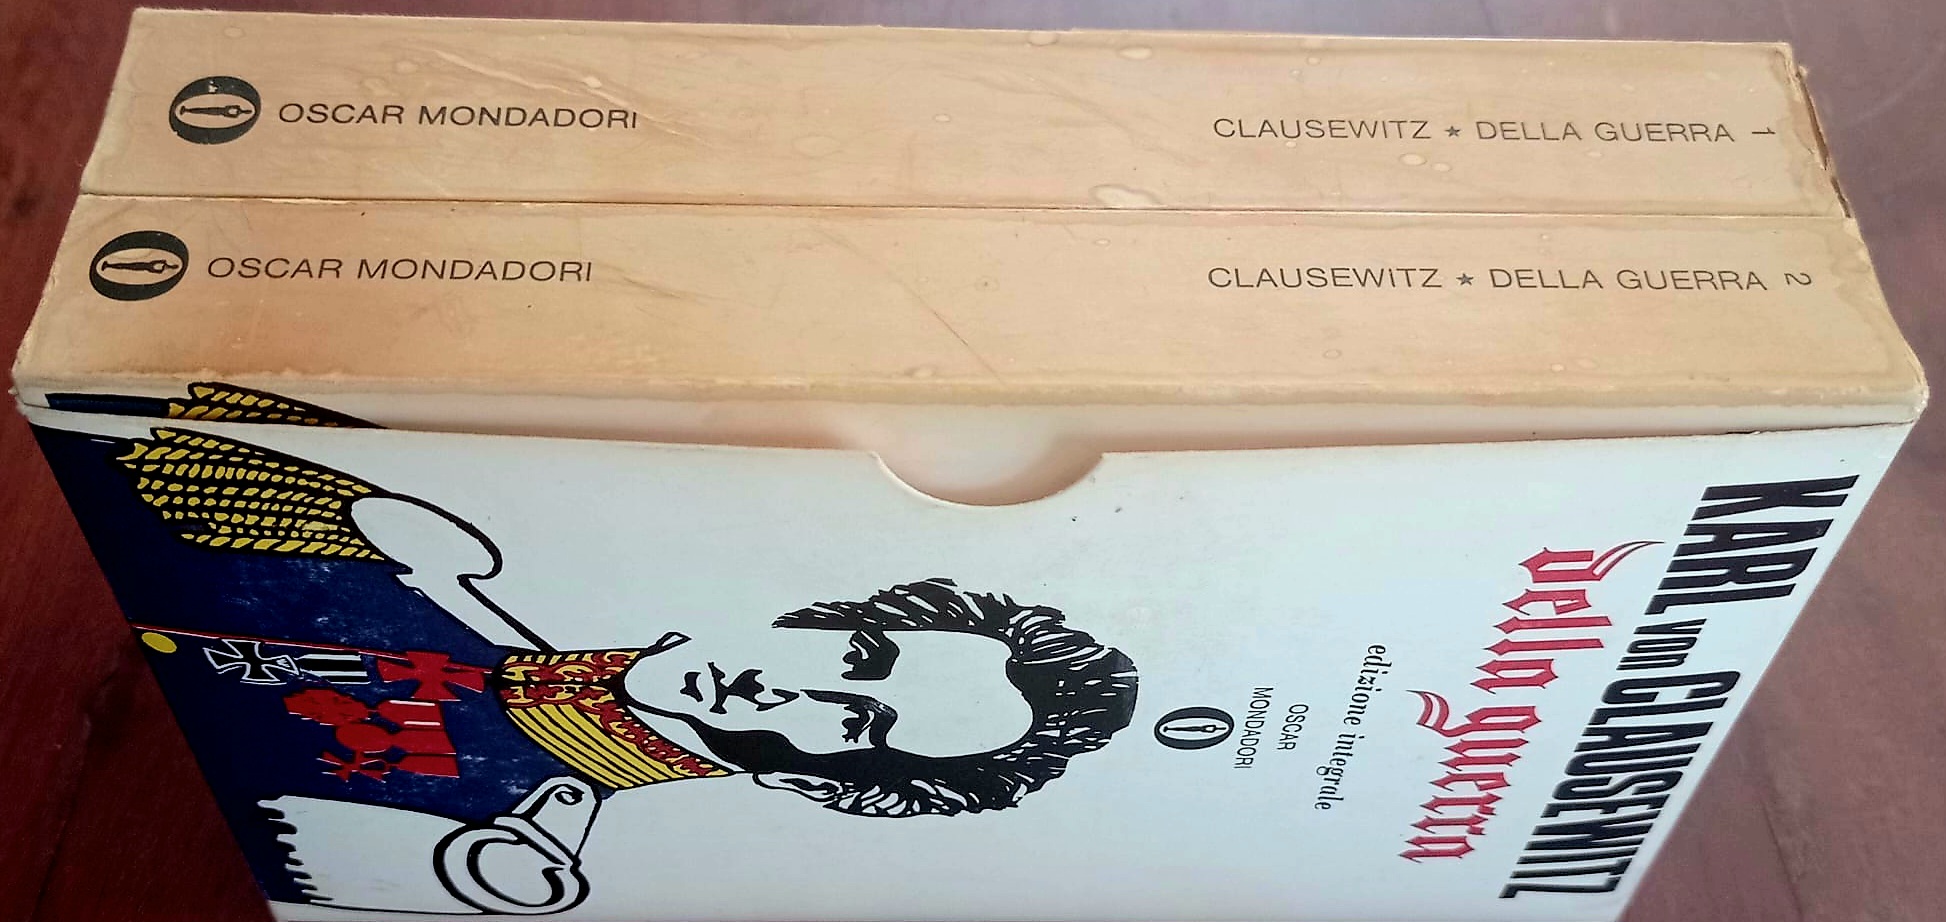 OSCAR MONDADORI CLAUSEWITZ ★ DELLA GUERRA 1
OSCAR MONDADORI CLAUSEWITZ ★ DELLA GUERRA 2
KARL von CLAUSEWITZ
della guerra
edizione integrale
OSCAR
MONDADORI